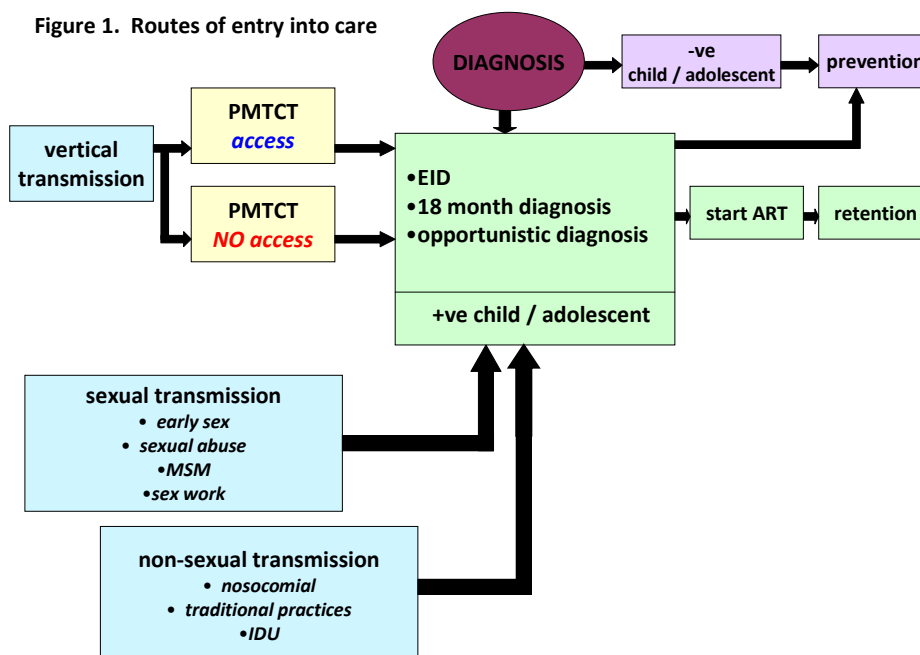 Figure 1.  Routes of entry into care
DIAGNOSIS
-ve
child / adolescent
prevention
vertical
transmission
PMTCT
access
PMTCT
NO access
•EID
•18 month diagnosis
•opportunistic diagnosis
+ve child / adolescent
start ART
retention
sexual transmission
• early sex
• sexual abuse
•MSM
•sex work
non-sexual transmission
• nosocomial
• traditional practices
•IDU